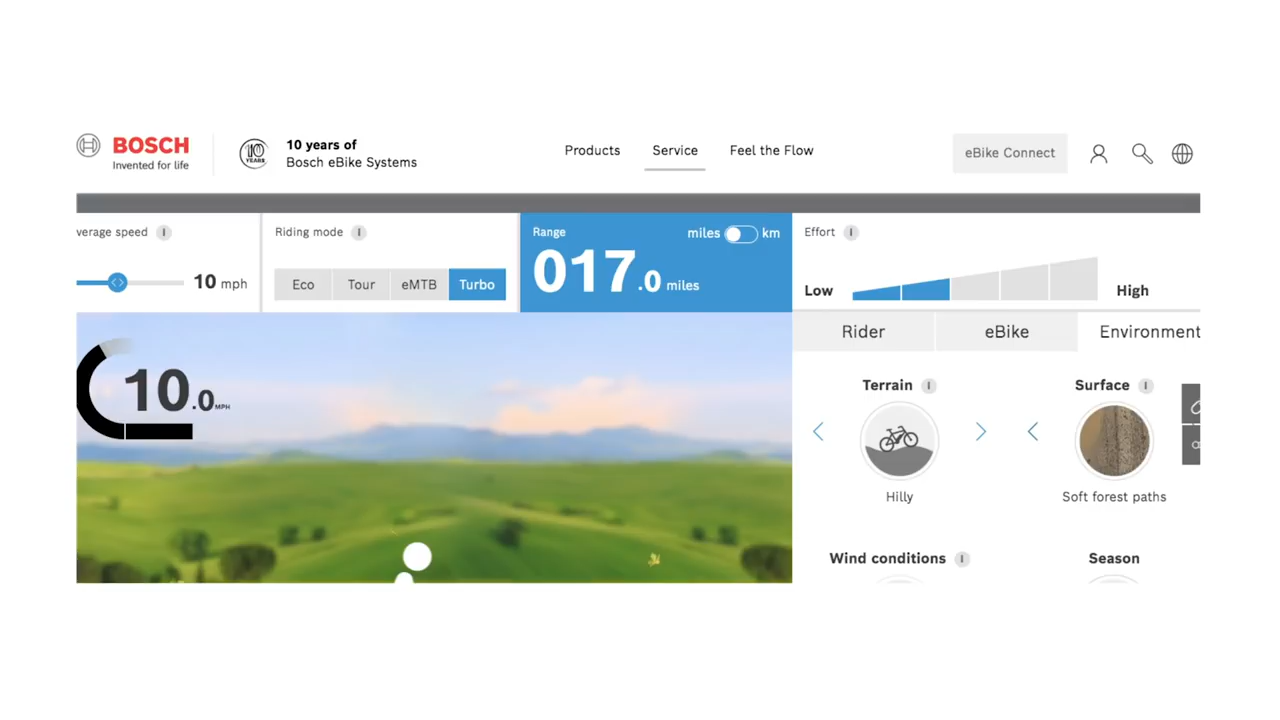 BOSCH
Invented for life
10 YEARS
10 years of
Bosch eBike Systems
Products
Service
Feel the Flow
eBike Connect
verage speed
10 mph
Riding mode
Eco
Tour
eMTB
Turbo
Range
miles km
017.0 miles
Effort
Low
High
10.0 MPH
Rider
eBike
Environment
Terrain
Hilly
Surface
Soft forest paths
Wind conditions
Season